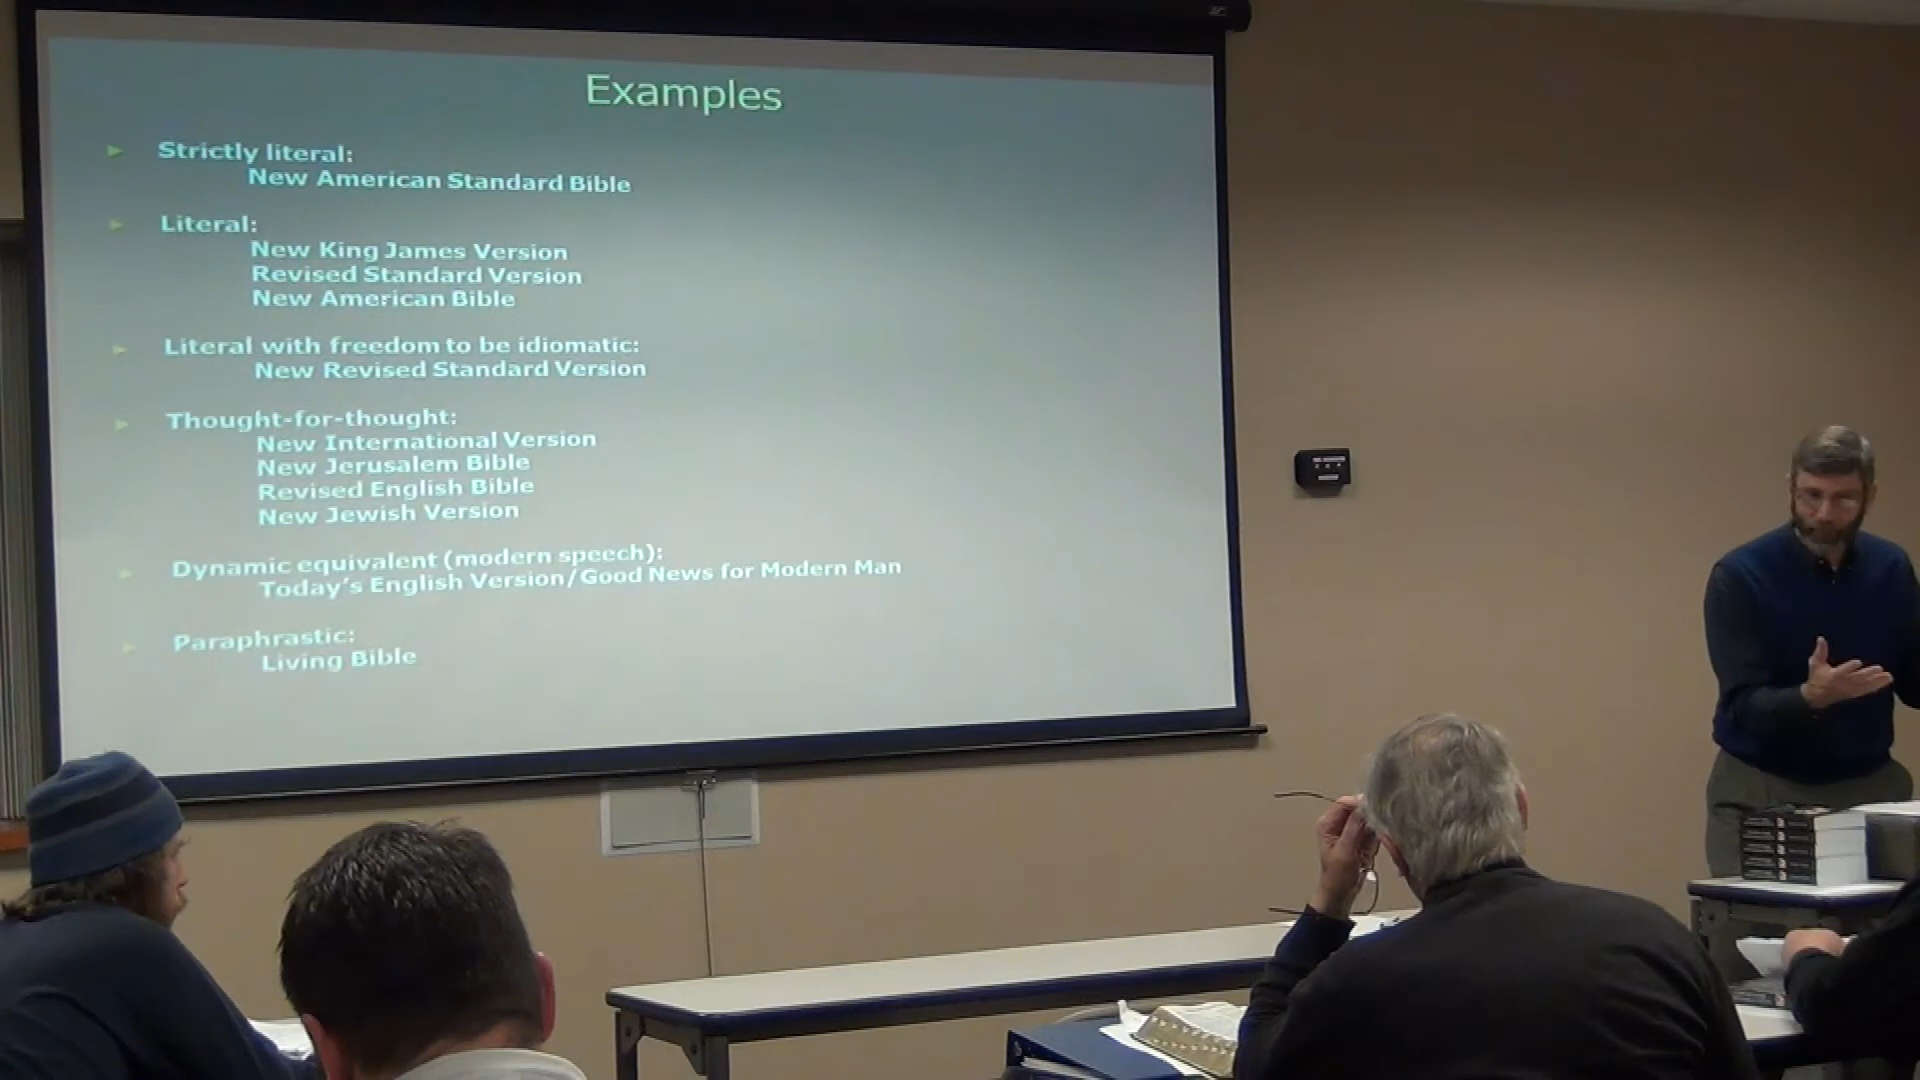 Examples
Strictly literal:
New American Standard Bible
Literal:
New King James Version
Revised Standard Version
New American Bible
Literal with freedom to be idiomatic:
New Revised Standard Version
Thought-for-thought:
New International Version
New Jerusalem Bible
Revised English Bible
New Jewish Version
Dynamic equivalent (modern speech):
Today's English Version/Good News for Modern Man
Paraphrastic:
Living Bible